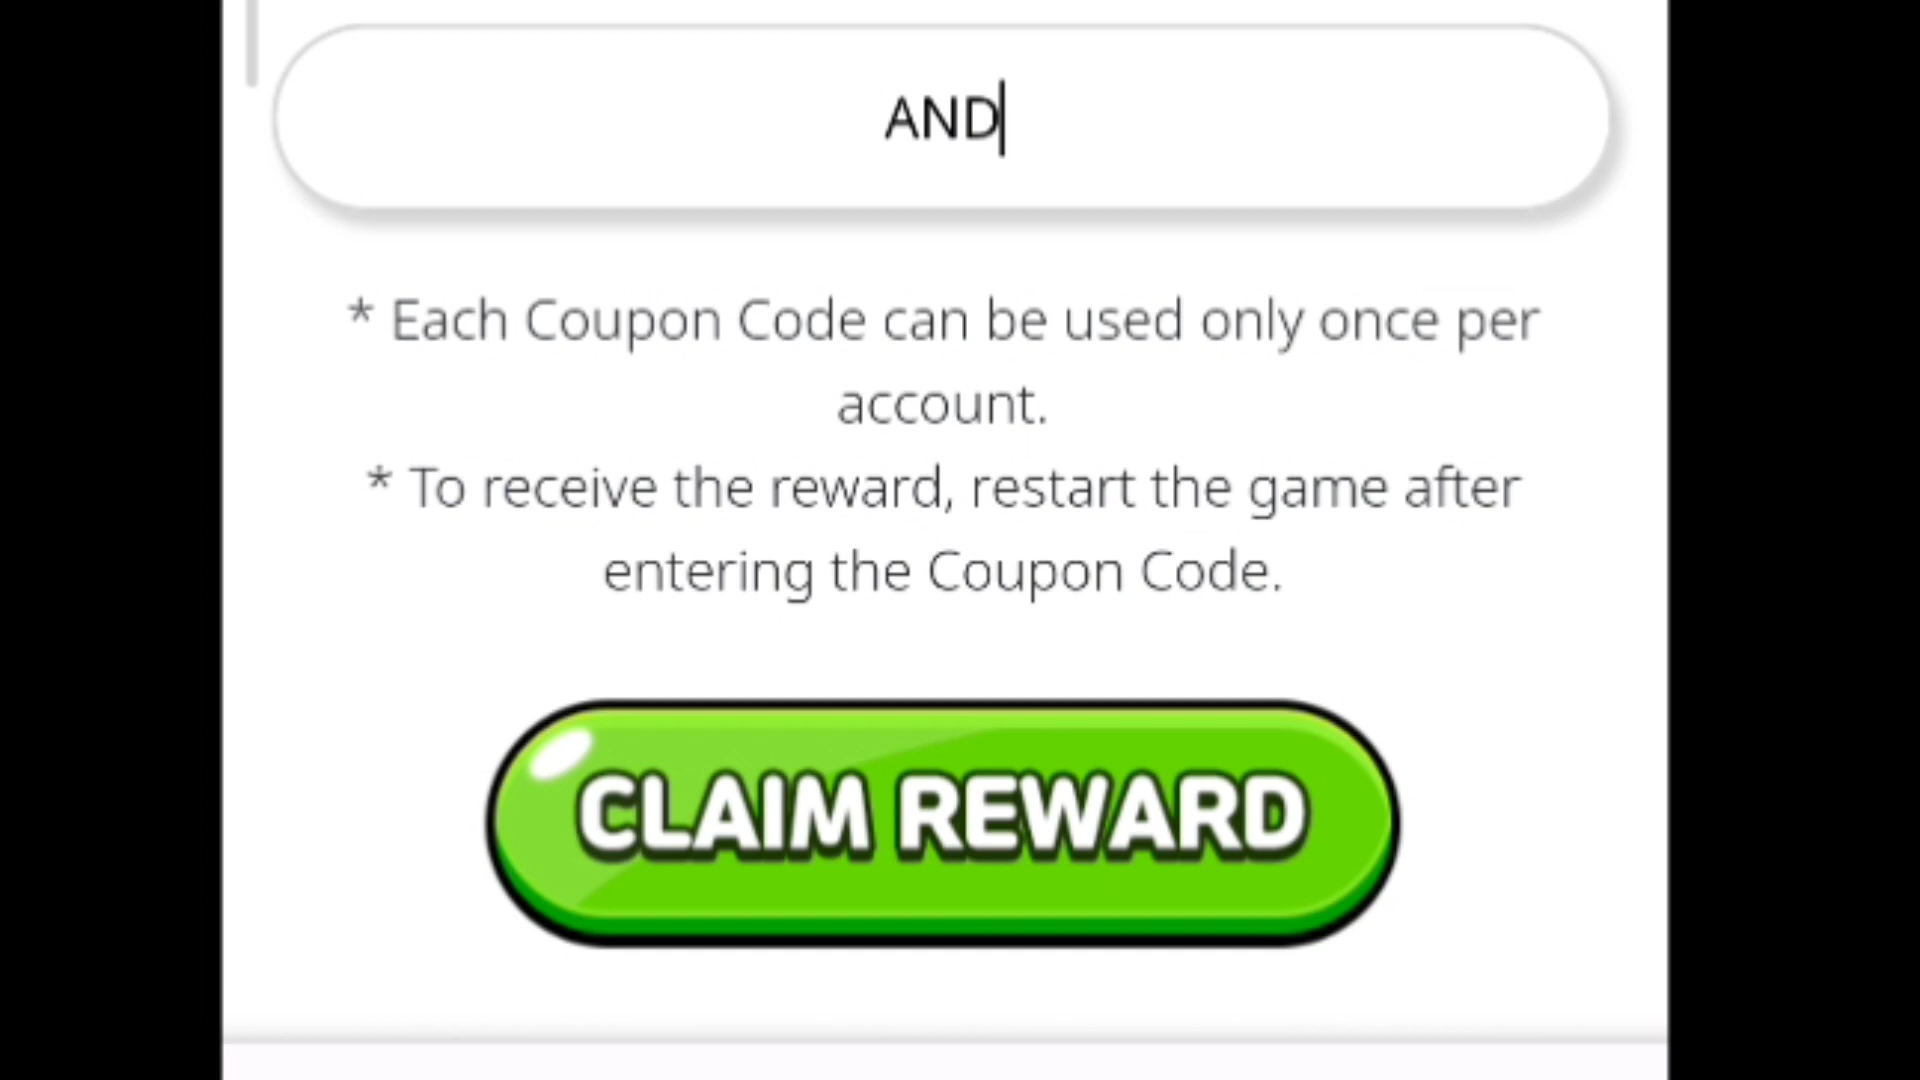 AND
* Each Coupon Code can be used only once per
account.
* To receive the reward, restart the game after
entering the Coupon Code.
CLAIM REWARD